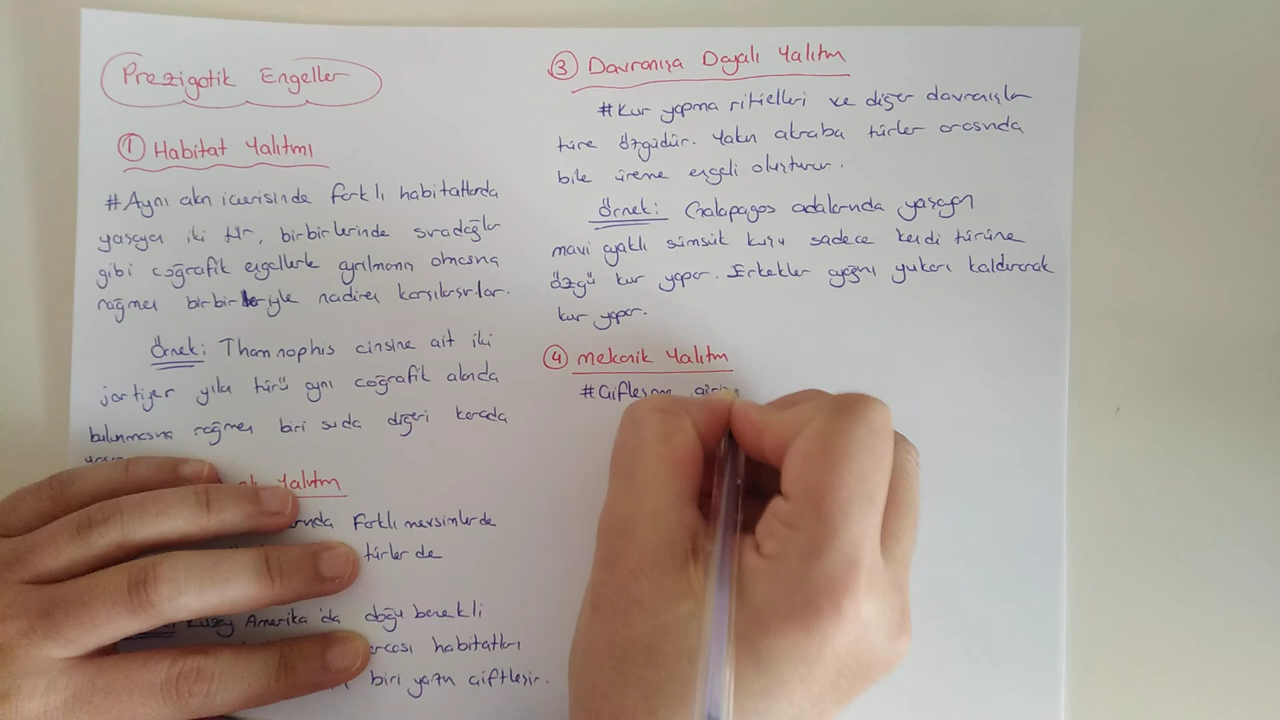 Prezigotik Engeller
① Habitat Yalıtımı
#Aynı alan içerisinde farklı habitatlarda
yaşayan iki tür, birbirlerinde sıradağlar
gibi coğrafik engellerle ayrılmamış olmasına
rağmen birbirleriyle nadiren karşılaşırlar.
Örnek: Thamnophis cinsine ait iki
jartiyer yılan türü aynı coğrafik alanda
bulunmasına rağmen biri suda diğeri karada
Yalıtım
farklı mevsimlerde
türler de
Kuzey Amerika'da doğu benekli
habitatları
biri yazın çiftleşir.
③ Davranışa Dayalı Yalıtım
#Kur yapma ritüelleri ve diğer davranışlar
türe özgüdür. Yakın akraba türler arasında
bile üreme engeli oluşturur.
Örnek: Galapagos adalarında yaşayan
mavi ayaklı sümsük kuşu sadece kendi türüne
özgü kur yapar. Erkekler ayağını yukarı kaldırarak
kur yapar.
④ Mekanik Yalıtım
#Çiftleşme